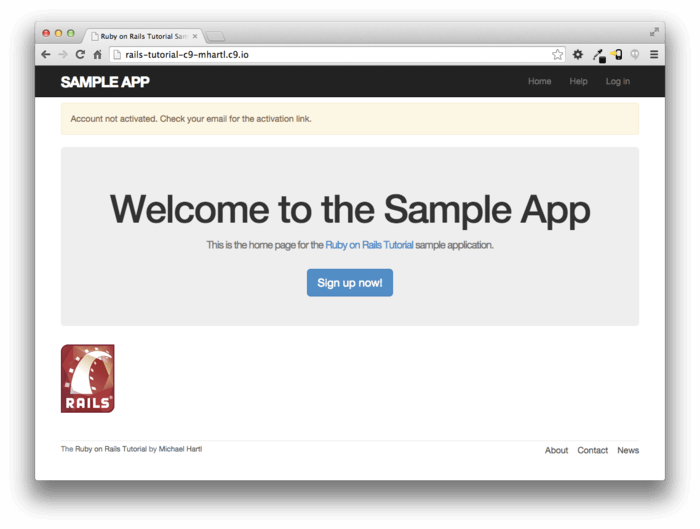 Ruby on Rails Tutorial Sam
rails-tutorial-c9-mhartl.c9.io
SAMPLE APP
Home Help Log in
Account not activated. Check your email for the activation link.
Welcome to the Sample App
This is the home page for the Ruby on Rails Tutorial sample application.
Sign up now!
RAILS
The Ruby on Rails Tutorial by Michael Hartl
About Contact News